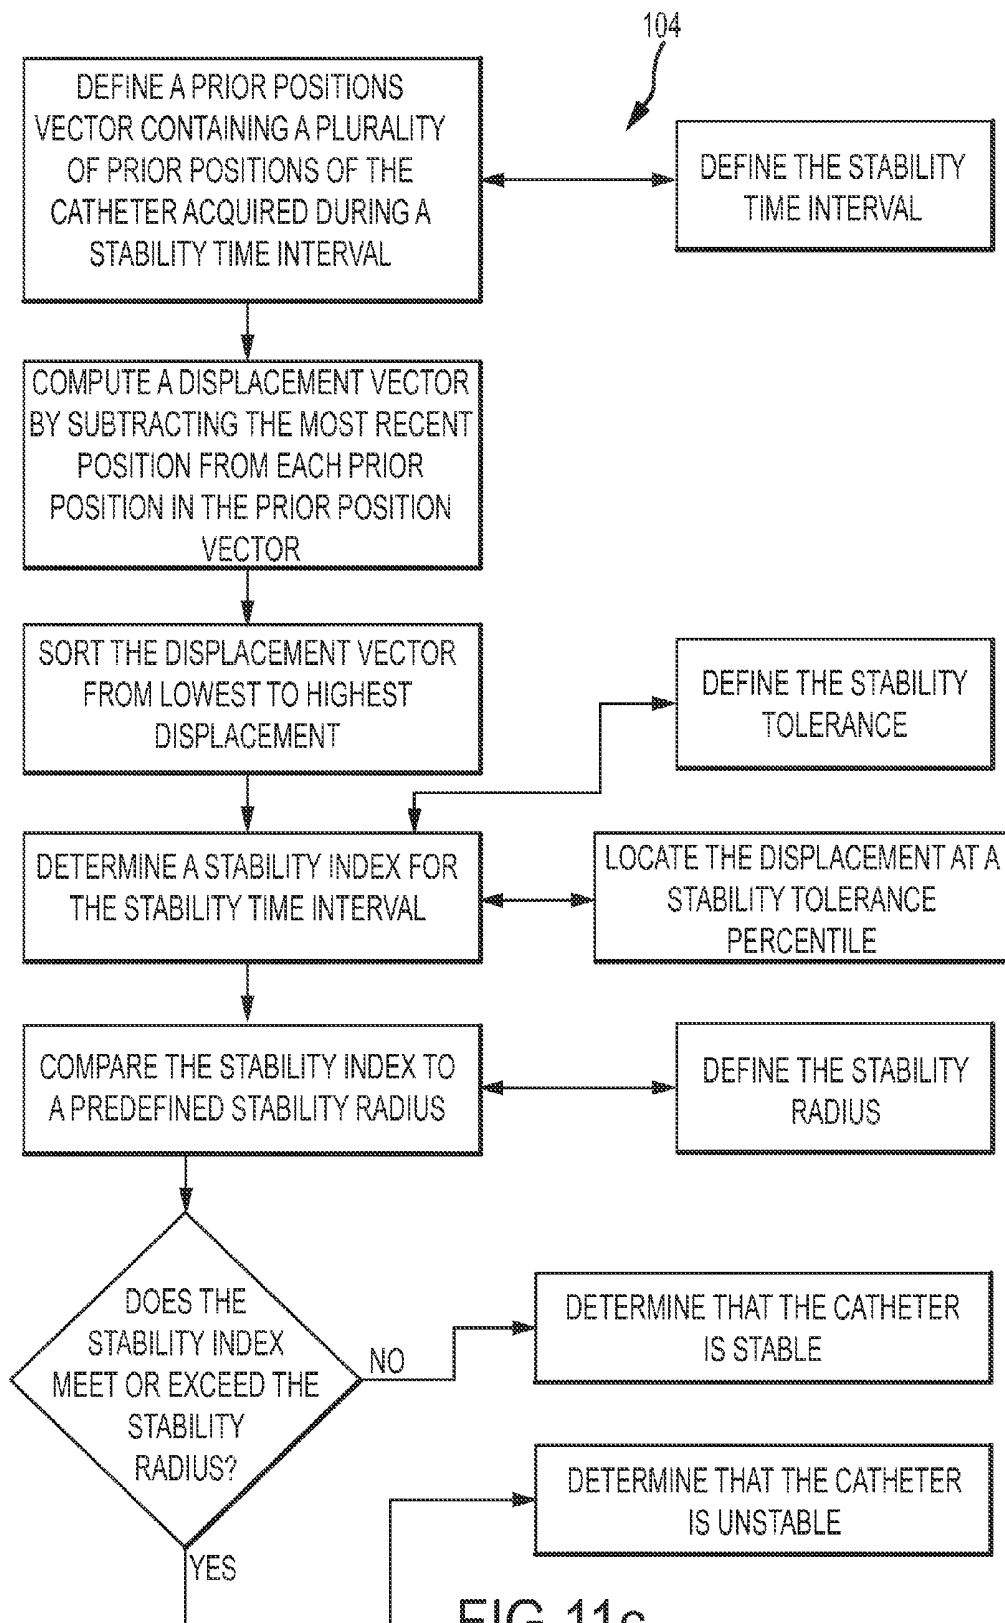 104
DEFINE A PRIOR POSITIONS
VECTOR CONTAINING A PLURALITY
OF PRIOR POSITIONS OF THE
CATHETER ACQUIRED DURING A
STABILITY TIME INTERVAL
DEFINE THE STABILITY
TIME INTERVAL
COMPUTE A DISPLACEMENT VECTOR
BY SUBTRACTING THE MOST RECENT
POSITION FROM EACH PRIOR
POSITION IN THE PRIOR POSITION
VECTOR
SORT THE DISPLACEMENT VECTOR
FROM LOWEST TO HIGHEST
DISPLACEMENT
DEFINE THE STABILITY
TOLERANCE
DETERMINE A STABILITY INDEX FOR
THE STABILITY TIME INTERVAL
LOCATE THE DISPLACEMENT AT A
STABILITY TOLERANCE
PERCENTILE
COMPARE THE STABILITY INDEX TO
A PREDEFINED STABILITY RADIUS
DEFINE THE STABILITY
RADIUS
DOES THE
STABILITY INDEX
MEET OR EXCEED THE
STABILITY
RADIUS?
NO
DETERMINE THAT THE CATHETER
IS STABLE
DETERMINE THAT THE CATHETER
IS UNSTABLE
YES
FIG. 11c